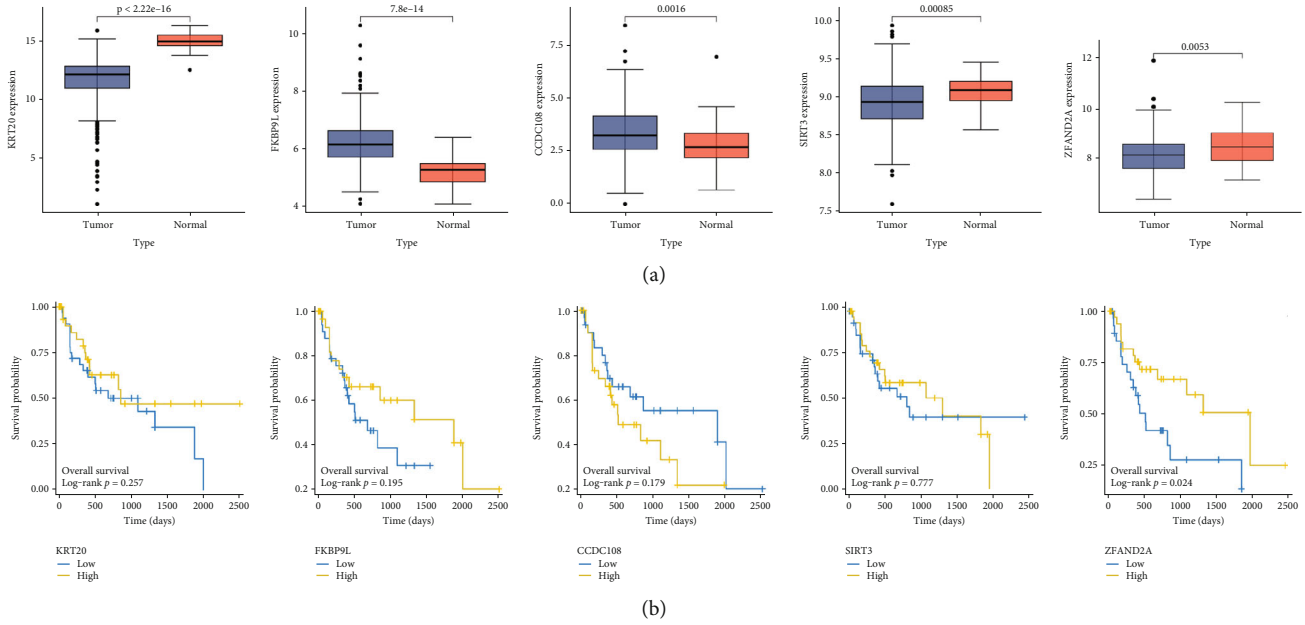 p < 2.22e−16
KRT20 expression
15
10
5
Tumor Normal
Type
7.8e−14
FKBP9L expression
10
8
6
4
Tumor Normal
Type
0.0016
CCDC108 expression
7.5
5.0
2.5
0.0
Tumor Normal
Type
0.00085
SIRT3 expression
10.0
9.5
9.0
8.5
8.0
7.5
Tumor Normal
Type
0.0053
ZFAND2A expression
12
10
8
Tumor Normal
Type
(a)
Survival probability
1.00
0.75
0.50
0.25
0.00
Overall survival
Log−rank p = 0.257
0 500 1000 1500 2000 2500
Time (days)
KRT20
Low
High
Survival probability
1.0
0.8
0.6
0.4
0.2
Overall survival
Log−rank p = 0.195
0 500 1000 1500 2000 2500
Time (days)
FKBP9L
Low
High
Survival probability
1.0
0.8
0.6
0.4
0.2
Overall survival
Log−rank p = 0.179
0 500 1000 1500 2000 2500
Time (days)
CCDC108
Low
High
Survival probability
1.00
0.75
0.50
0.25
0.00
Overall survival
Log−rank p = 0.777
0 500 1000 1500 2000 2500
Time (days)
SIRT3
Low
High
Survival probability
1.00
0.75
0.50
0.25
Overall survival
Log−rank p = 0.024
0 500 1000 1500 2000 2500
Time (days)
ZFAND2A
Low
High
(b)